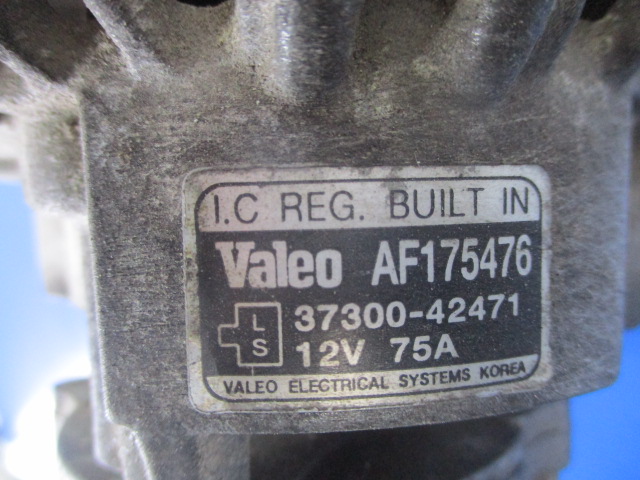 I.C REG. BUILT IN
Valeo AF175476
L 37300-42471
S 12V 75A
VALEO ELECTRICAL SYSTEMS KOREA